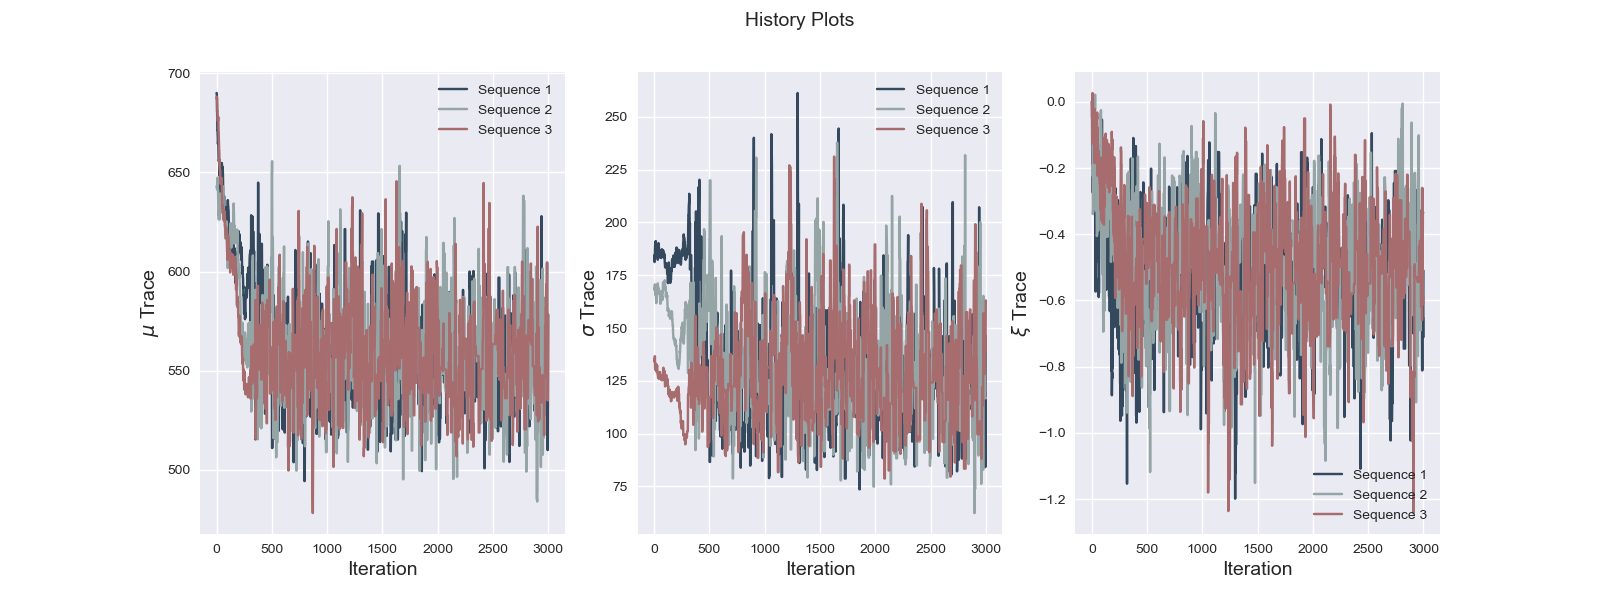 History Plots
μ Trace
700
650
600
550
500
0 500 1000 1500 2000 2500 3000
Iteration
Sequence 1
Sequence 2
Sequence 3
σ Trace
250
225
200
175
150
125
100
75
0 500 1000 1500 2000 2500 3000
Iteration
Sequence 1
Sequence 2
Sequence 3
ξ Trace
0.0
−0.2
−0.4
−0.6
−0.8
−1.0
−1.2
0 500 1000 1500 2000 2500 3000
Iteration
Sequence 1
Sequence 2
Sequence 3